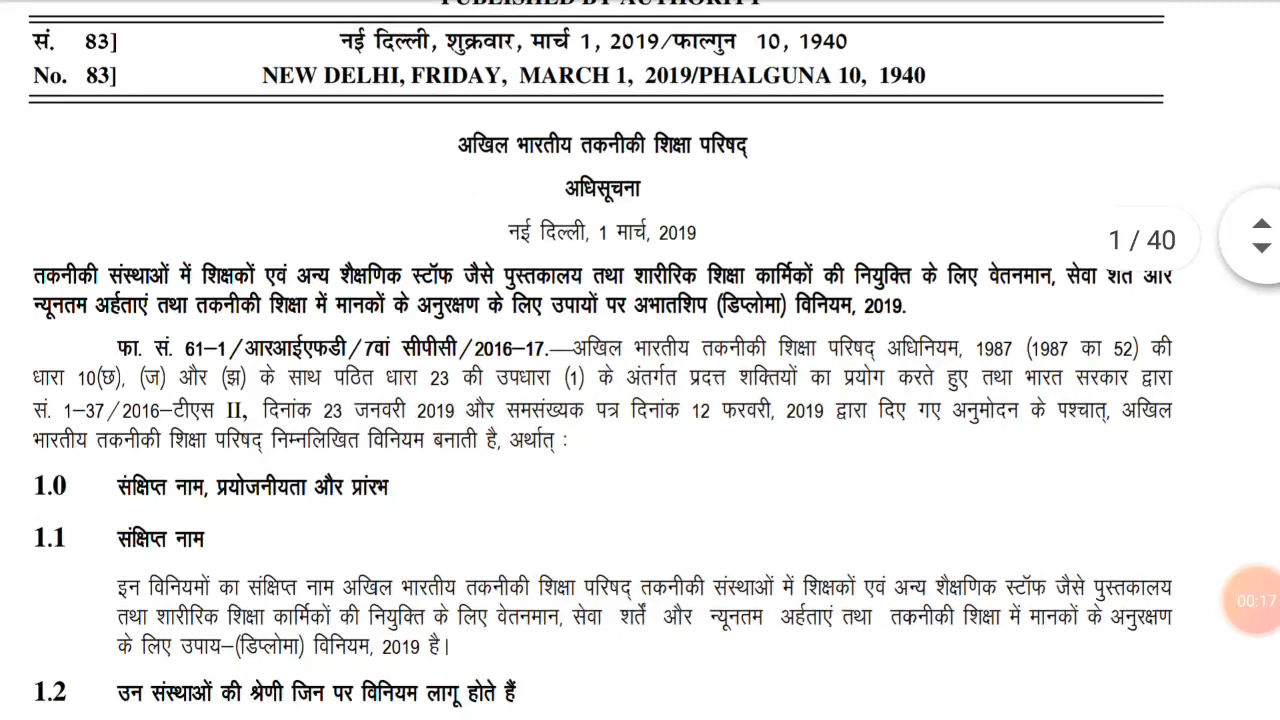 PUBLISHED BY AUTHORITY
सं. 83]
नई दिल्ली, शुक्रवार, मार्च 1, 2019/फाल्गुन 10, 1940
No. 83]
NEW DELHI, FRIDAY, MARCH 1, 2019/PHALGUNA 10, 1940
अखिल भारतीय तकनीकी शिक्षा परिषद्
अधिसूचना
नई दिल्ली, 1 मार्च, 2019
1 / 40
तकनीकी संस्थाओं में शिक्षकों एवं अन्य शैक्षणिक स्टॉफ जैसे पुस्तकालय तथा शारीरिक शिक्षा कार्मिकों की नियुक्ति के लिए वेतनमान, सेवा शर्तें और
न्यूनतम अर्हताएं तथा तकनीकी शिक्षा में मानकों के अनुरक्षण के लिए उपायों पर अभातशिप (डिप्लोमा) विनियम, 2019.
फा. सं. 61–1/आरआईएफडी/7वां सीपीसी/2016–17.—अखिल भारतीय तकनीकी शिक्षा परिषद् अधिनियम, 1987 (1987 का 52) की
धारा 10(छ), (ज) और (झ) के साथ पठित धारा 23 की उपधारा (1) के अंतर्गत प्रदत्त शक्तियों का प्रयोग करते हुए तथा भारत सरकार द्वारा
सं. 1–37/2016–टीएस II, दिनांक 23 जनवरी 2019 और समसंख्यक पत्र दिनांक 12 फरवरी, 2019 द्वारा दिए गए अनुमोदन के पश्चात्, अखिल
भारतीय तकनीकी शिक्षा परिषद् निम्नलिखित विनियम बनाती है, अर्थात् :
1.0 संक्षिप्त नाम, प्रयोजनीयता और प्रांरभ
1.1 संक्षिप्त नाम
इन विनियमों का संक्षिप्त नाम अखिल भारतीय तकनीकी शिक्षा परिषद् तकनीकी संस्थाओं में शिक्षकों एवं अन्य शैक्षणिक स्टॉफ जैसे पुस्तकालय
तथा शारीरिक शिक्षा कार्मिकों की नियुक्ति के लिए वेतनमान, सेवा शर्तें और न्यूनतम अर्हताएं तथा तकनीकी शिक्षा में मानकों के अनुरक्षण
के लिए उपाय–(डिप्लोमा) विनियम, 2019 है।
00:17
1.2 उन संस्थाओं की श्रेणी जिन पर विनियम लागू होते हैं